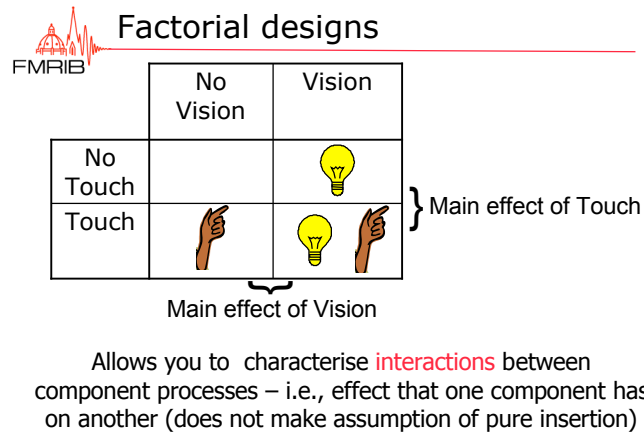 Factorial designs
FMRIB
No
Vision
Vision
No
Touch
Touch
} Main effect of Touch
Main effect of Vision
Allows you to characterise interactions between
component processes – i.e., effect that one component has
on another (does not make assumption of pure insertion)